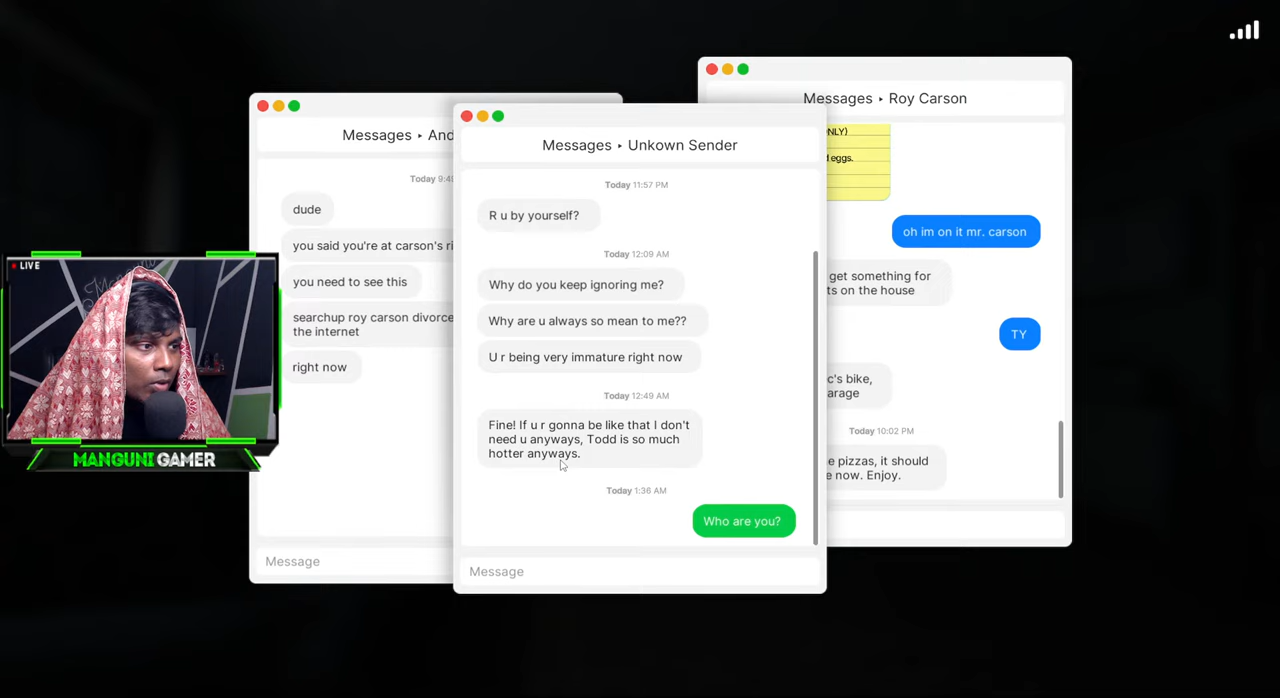 Messages ▸ And
Today 9:4
dude
you said you're at carson's ri
you need to see this
searchup roy carson divorce
the internet
right now
Message
Messages ▸ Unkown Sender
Today 11:57 PM
R u by yourself?
Today 12:09 AM
Why do you keep ignoring me?
Why are u always so mean to me??
U r being very immature right now
Today 12:49 AM
Fine! If u r gonna be like that I don't
need u anyways, Todd is so much
hotter anyways.
Today 1:36 AM
Who are you?
Message
Messages ▸ Roy Carson
NLY)
d eggs.
oh im on it mr. carson
get something for
ts on the house
TY
c's bike,
arage
Today 10:02 PM
e pizzas, it should
e now. Enjoy.
LIVE
MANGUNI GAMER